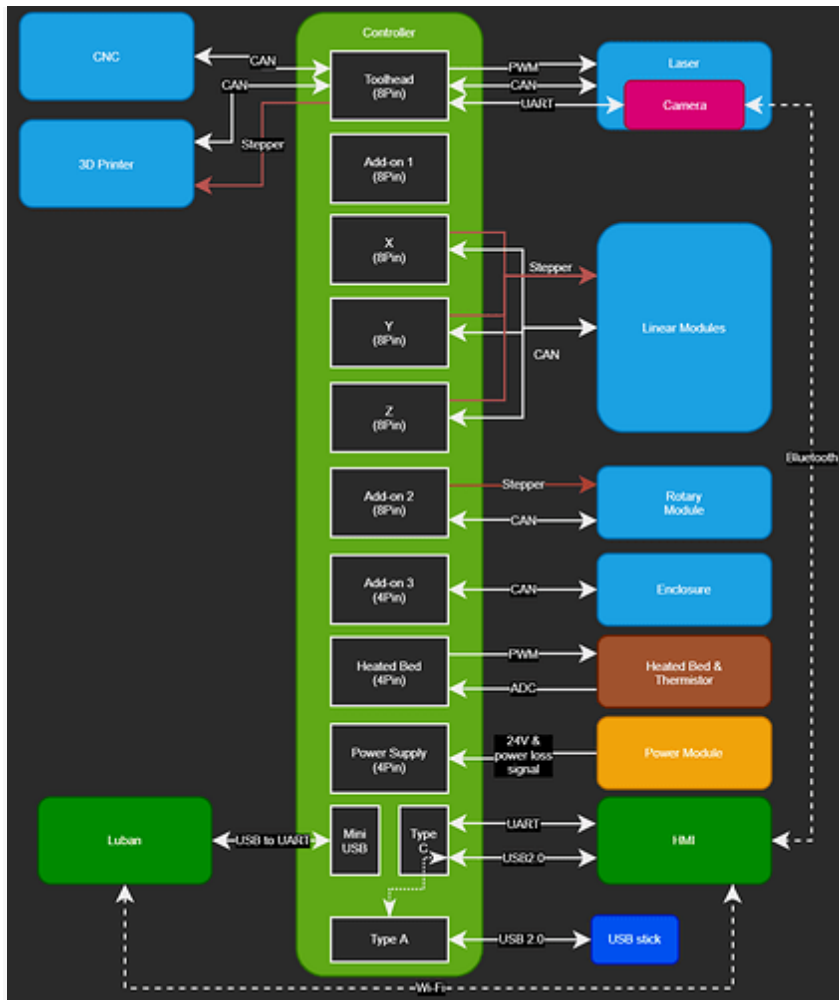 Controller
CNC
CAN
Toolhead
(8Pin)
PWM
Laser
CAN
CAN
UART
Camera
Stepper
3D Printer
Add-on 1
(8Pin)
X
(8Pin)
Stepper
Y
(8Pin)
Linear Modules
CAN
Z
(8Pin)
Bluetooth
Add-on 2
(8Pin)
Stepper
CAN
Rotary
Module
Add-on 3
(4Pin)
CAN
Enclosure
Heated Bed
(4Pin)
PWM
ADC
Heated Bed &
Thermistor
Power Supply
(4Pin)
24V &
power loss
signal
Power Module
Luban
USB to UART
Mini
USB
Type
C
UART
USB2.0
HMI
Type A
USB 2.0
USB stick
Wi-Fi